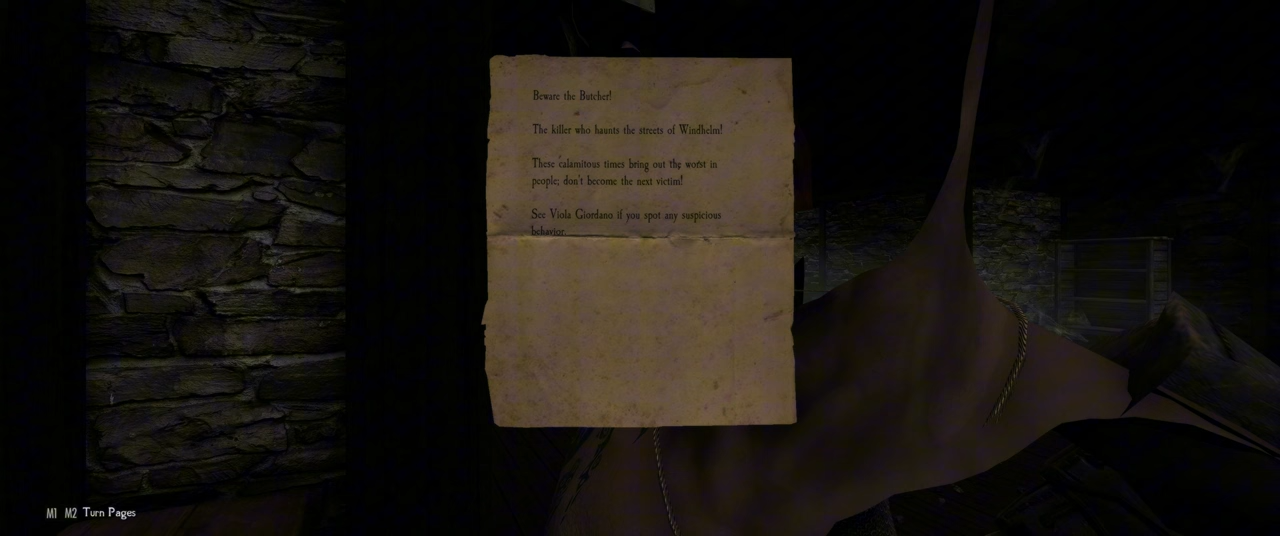 Beware the Butcher!
The killer who haunts the streets of Windhelm!
These calamitous times bring out the worst in
people; don't become the next victim!
See Viola Giordano if you spot any suspicious
behavior.
M1 M2 Turn Pages